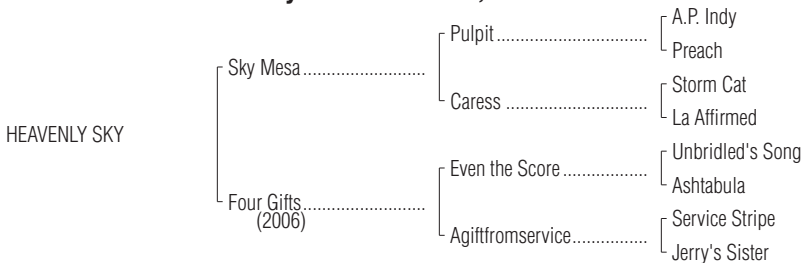 A.P. Indy
Pulpit
Preach
Sky Mesa
Storm Cat
Caress
La Affirmed
HEAVENLY SKY
Unbridled's Song
Even the Score
Ashtabula
Four Gifts
(2006)
Service Stripe
Agiftfromservice
Jerry's Sister